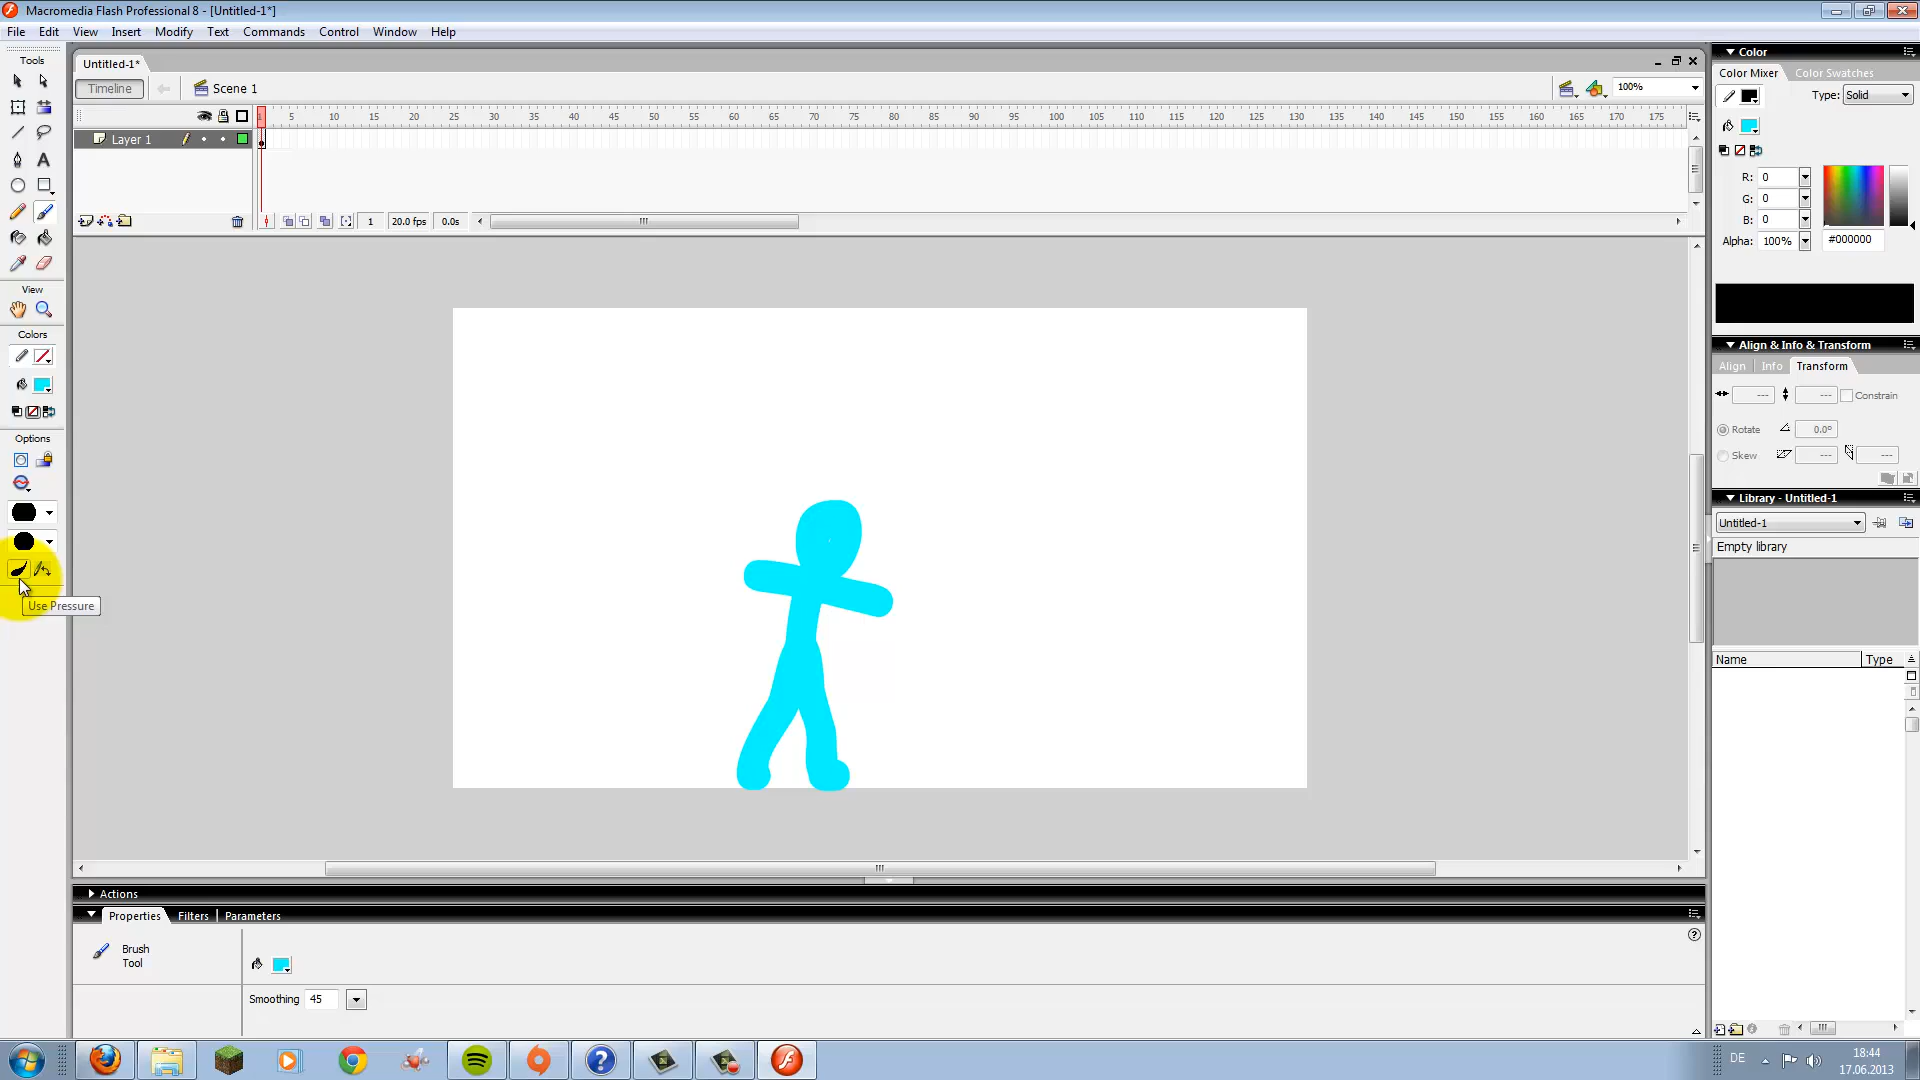 Macromedia Flash Professional 8 - [Untitled-1*]
File Edit View Insert Modify Text Commands Control Window Help
Tools
Untitled-1*
Timeline
Scene 1
100%
1 5 10 15 20 25 30 35 40 45 50 55 60 65 70 75 80 85 90 95 100 105 110 115 120 125 130 135 140 145 150 155 160 165 170 175
Layer 1
1 20.0 fps 0.0s
View
Colors
Options
Use Pressure
Color
Color Mixer Color Swatches
Type: Solid
R: 0
G: 0
B: 0
Alpha: 100% #000000
Align & Info & Transform
Align Info Transform
--- --- Constrain
Rotate 0.0°
Skew --- ---
Library - Untitled-1
Untitled-1
Empty library
Name Type
Actions
Properties Filters Parameters
Brush
Tool
Smoothing 45
DE
18:44
17.06.2013